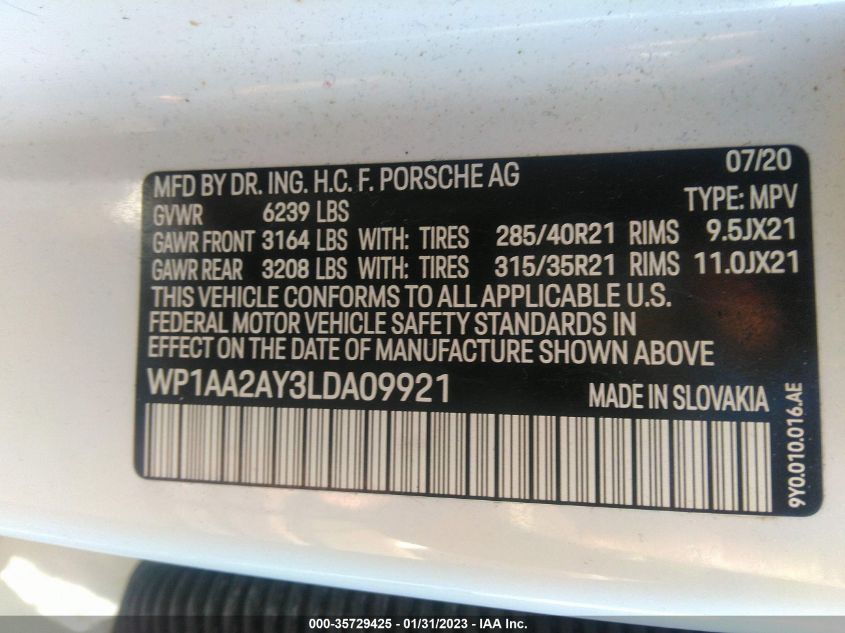 MFD BY DR. ING. H.C. F. PORSCHE AG 07/20
GVWR 6239 LBS TYPE: MPV
GAWR FRONT 3164 LBS WITH: TIRES 285/40R21 RIMS 9.5JX21
GAWR REAR 3208 LBS WITH: TIRES 315/35R21 RIMS 11.0JX21
THIS VEHICLE CONFORMS TO ALL APPLICABLE U.S.
FEDERAL MOTOR VEHICLE SAFETY STANDARDS IN
EFFECT ON THE DATE OF MANUFACTURE SHOWN ABOVE
WP1AA2AY3LDA09921 MADE IN SLOVAKIA
9Y0.010.016.AE
000-35729425 - 01/31/2023 - IAA Inc.